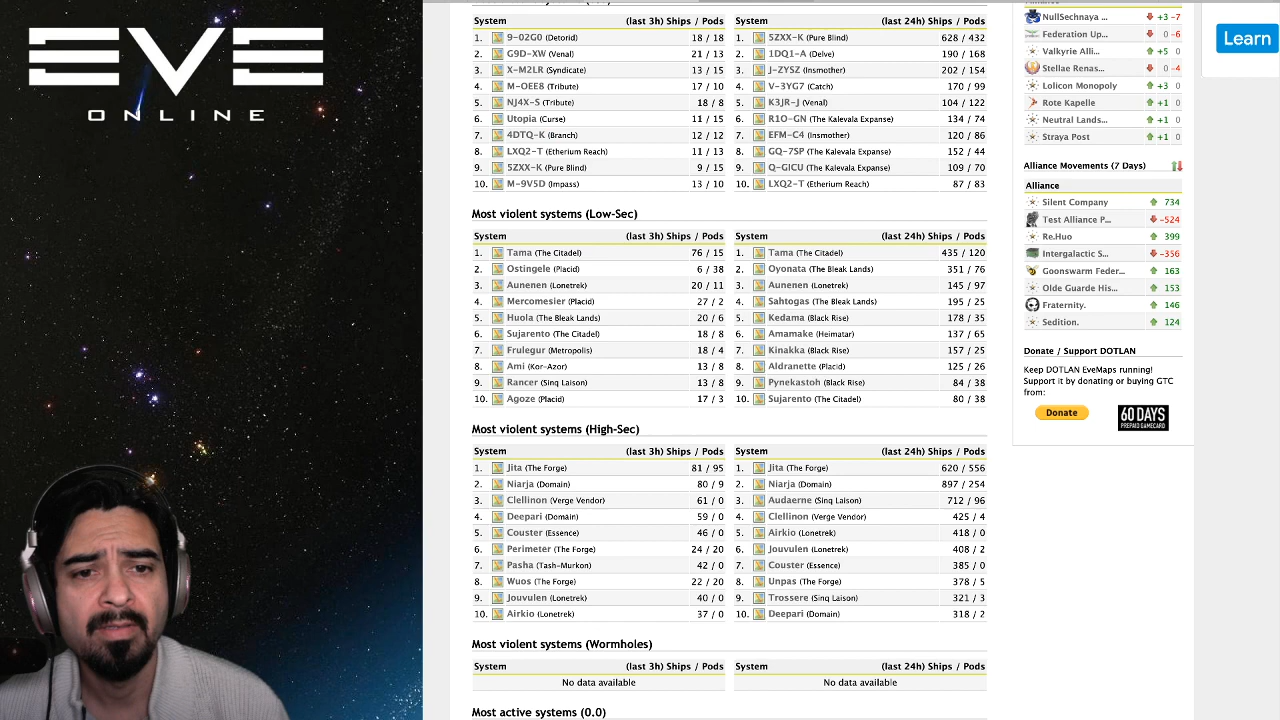 EVE
ONLINE
System (last 3h) Ships / Pods
1. 9-02G0 (Detorid) 18 / 18
2. G9D-XW (Venal) 21 / 13
3. X-M2LR (Syndicate) 13 / 15
4. M-OEE8 (Tribute) 17 / 10
5. NJ4X-S (Tribute) 18 / 8
6. Utopia (Curse) 11 / 15
7. 4DTQ-K (Branch) 12 / 12
8. LXQ2-T (Etherium Reach) 11 / 13
9. 5ZXX-K (Pure Blind) 9 / 15
10. M-9V5D (Impass) 13 / 10
System (last 24h) Ships / Pods
1. 5ZXX-K (Pure Blind) 628 / 432
2. 1DQ1-A (Delve) 190 / 168
3. J-ZYSZ (Insmother) 202 / 154
4. V-3YG7 (Catch) 170 / 99
5. K3JR-J (Venal) 104 / 122
6. R1O-GN (The Kalevala Expanse) 134 / 74
7. EFM-C4 (Insmother) 120 / 86
8. GQ-7SP (The Kalevala Expanse) 152 / 44
9. Q-GICU (The Kalevala Expanse) 109 / 70
10. LXQ2-T (Etherium Reach) 87 / 83
Most violent systems (Low-Sec)
System (last 3h) Ships / Pods
1. Tama (The Citadel) 76 / 15
2. Ostingele (Placid) 6 / 38
3. Aunenen (Lonetrek) 20 / 11
4. Mercomesier (Placid) 27 / 2
5. Huola (The Bleak Lands) 20 / 6
6. Sujarento (The Citadel) 18 / 8
7. Frulegur (Metropolis) 18 / 4
8. Ami (Kor-Azor) 13 / 8
9. Rancer (Sinq Laison) 13 / 8
10. Agoze (Placid) 17 / 3
System (last 24h) Ships / Pods
1. Tama (The Citadel) 435 / 120
2. Oyonata (The Bleak Lands) 351 / 76
3. Aunenen (Lonetrek) 145 / 97
4. Sahtogas (The Bleak Lands) 195 / 25
5. Kedama (Black Rise) 178 / 35
6. Amamake (Heimatar) 137 / 65
7. Kinakka (Black Rise) 157 / 25
8. Aldranette (Placid) 125 / 26
9. Pynekastoh (Black Rise) 84 / 38
10. Sujarento (The Citadel) 80 / 38
Most violent systems (High-Sec)
System (last 3h) Ships / Pods
1. Jita (The Forge) 81 / 95
2. Niarja (Domain) 80 / 9
3. Clellinon (Verge Vendor) 61 / 0
4. Deepari (Domain) 59 / 0
5. Couster (Essence) 46 / 0
6. Perimeter (The Forge) 24 / 20
7. Pasha (Tash-Murkon) 42 / 0
8. Wuos (The Forge) 22 / 20
9. Jouvulen (Lonetrek) 40 / 0
10. Airkio (Lonetrek) 37 / 0
System (last 24h) Ships / Pods
1. Jita (The Forge) 620 / 556
2. Niarja (Domain) 897 / 254
3. Audaerne (Sinq Laison) 712 / 96
4. Clellinon (Verge Vendor) 425 / 4
5. Airkio (Lonetrek) 418 / 0
6. Jouvulen (Lonetrek) 408 / 2
7. Couster (Essence) 385 / 0
8. Unpas (The Forge) 378 / 5
9. Trossere (Sinq Laison) 321 / 3
10. Deepari (Domain) 318 / 2
Most violent systems (Wormholes)
System (last 3h) Ships / Pods
No data available
System (last 24h) Ships / Pods
No data available
Most active systems (0.0)
NullSechnaya ... +3 -7
Federation Up... 0 -6
Valkyrie Alli... +5 0
Stellae Renas... 0 -4
Lolicon Monopoly +3 0
Rote Kapelle +1 0
Neutral Lands... +1 0
Straya Post +1 0
Alliance Movements (7 Days)
Alliance
Silent Company 734
Test Alliance P... -524
Re.Huo 399
Intergalactic S... -356
Goonswarm Feder... 163
Olde Guarde His... 153
Fraternity. 146
Sedition. 124
Donate / Support DOTLAN
Keep DOTLAN EveMaps running!
Support it by donating or buying GTC
from:
Donate
60 DAYS
PREPAID GAMECARD
Learn